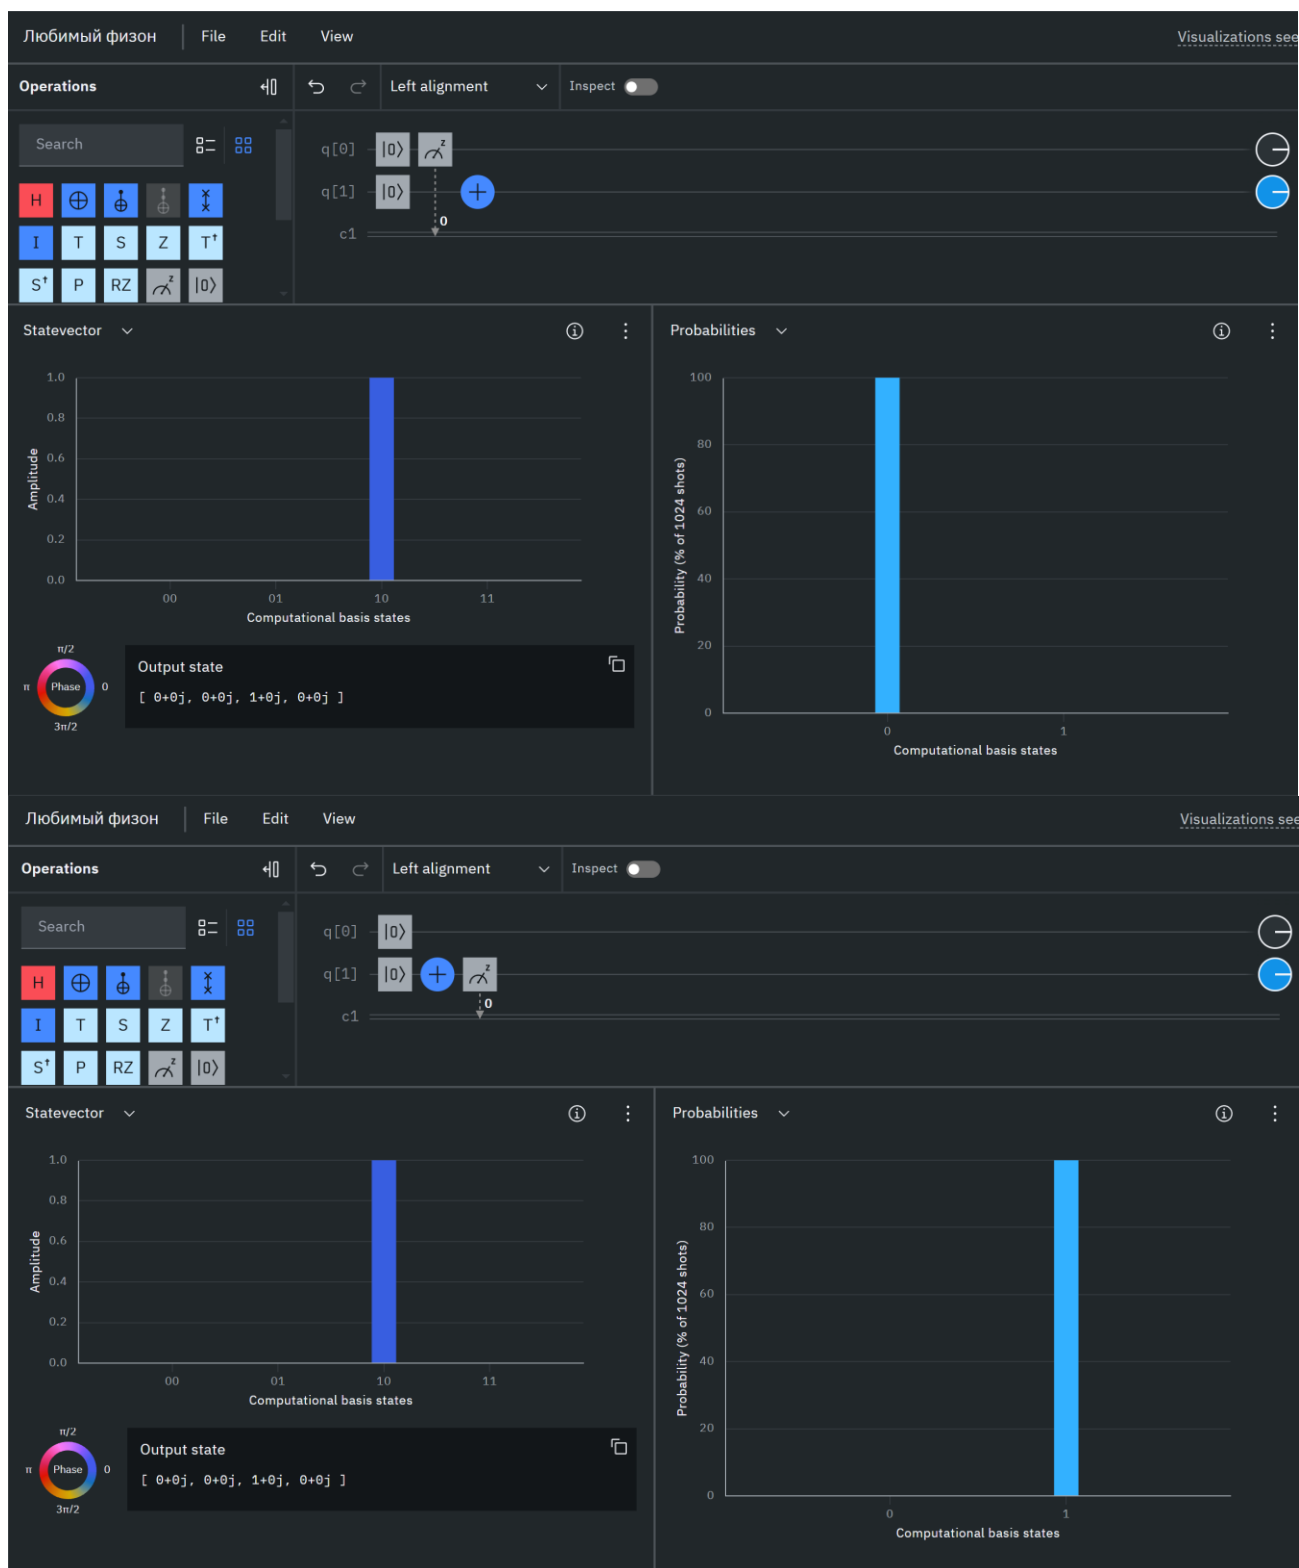 Любимый физон File Edit View Visualizations see
Operations Left alignment Inspect
Search
q[0] |0⟩ z
q[1] |0⟩ +
0
c1
H
I T S Z T†
S† P RZ z |0⟩
Statevector
1.0
0.8
0.6
0.4
0.2
0.0
Amplitude
00 01 10 11
Computational basis states
π/2
π Phase 0
3π/2
Output state
[ 0+0j, 0+0j, 1+0j, 0+0j ]
Probabilities
100
80
60
40
20
0
Probability (% of 1024 shots)
0 1
Computational basis states
Любимый физон File Edit View Visualizations see
Operations Left alignment Inspect
Search
q[0] |0⟩
q[1] |0⟩ + z
0
c1
H
I T S Z T†
S† P RZ z |0⟩
Statevector
1.0
0.8
0.6
0.4
0.2
0.0
Amplitude
00 01 10 11
Computational basis states
π/2
π Phase 0
3π/2
Output state
[ 0+0j, 0+0j, 1+0j, 0+0j ]
Probabilities
100
80
60
40
20
0
Probability (% of 1024 shots)
0 1
Computational basis states